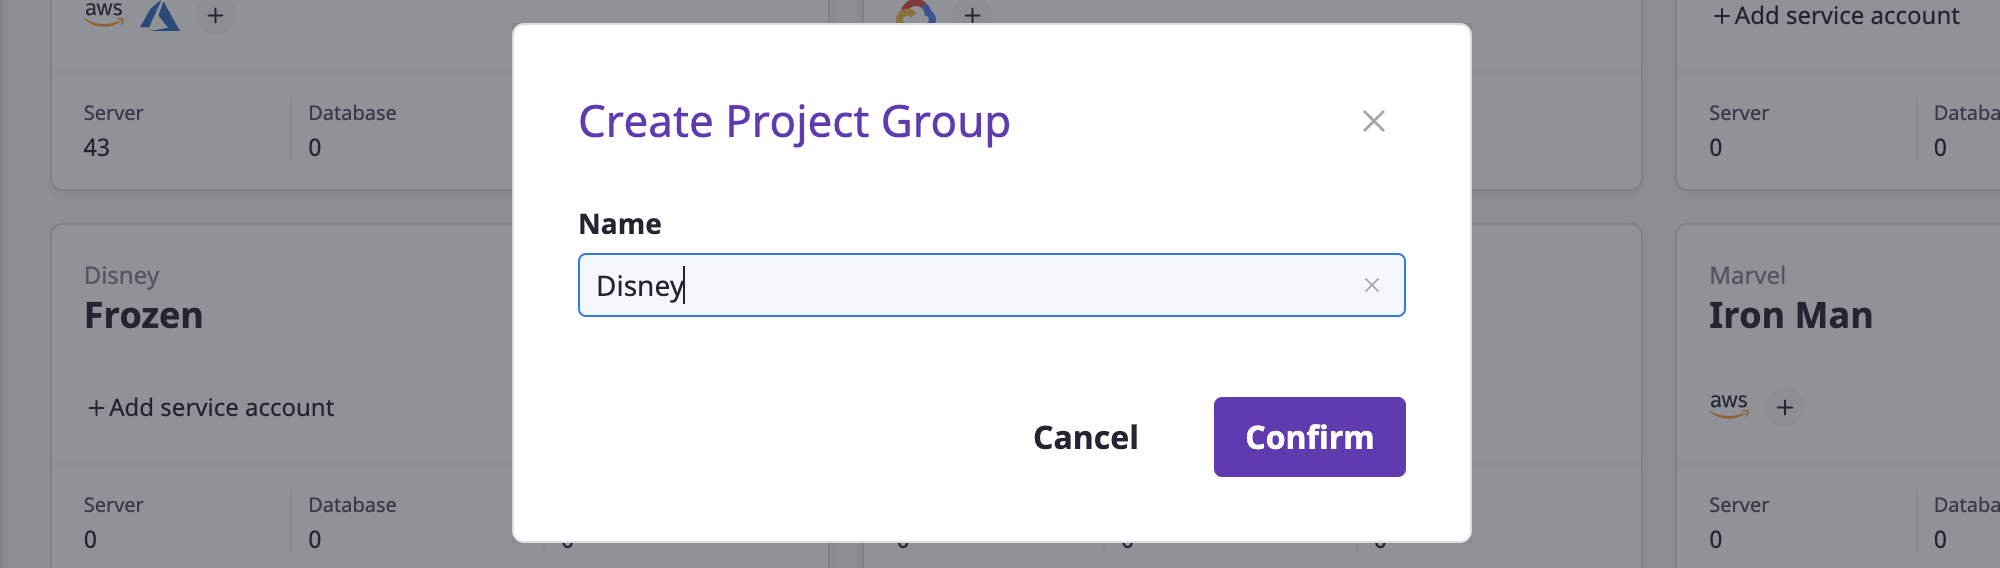 aws
+ Add service account
Server
43
Database
0
Server
0
Databa
0
Create Project Group
Name
Disney
Cancel
Confirm
Disney
Frozen
+ Add service account
Server
0
Database
0
Marvel
Iron Man
aws
Server
0
Databa
0